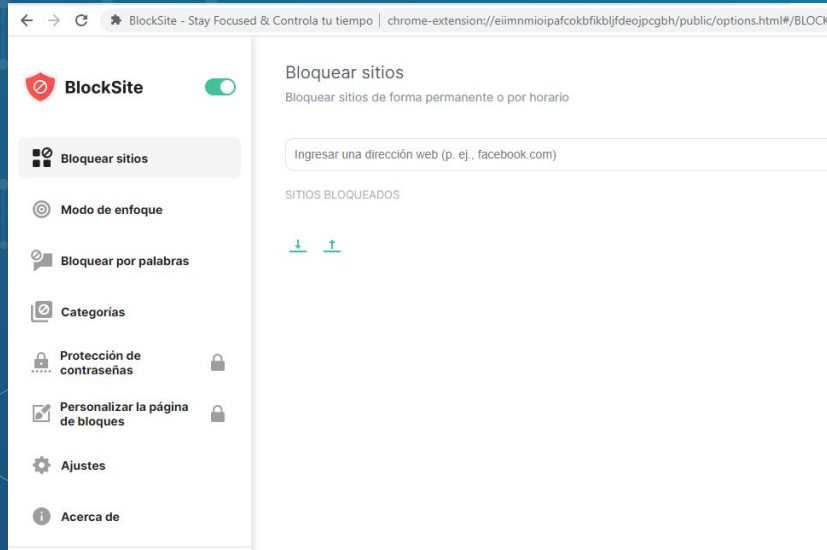 BlockSite - Stay Focused & Controla tu tiempo | chrome-extension://eiimnmioipafcokbfikbljfdeojpcgbh/public/options.html#/BLOCK
BlockSite
Bloquear sitios
Modo de enfoque
Bloquear por palabras
Categorías
Protección de
contraseñas
Personalizar la página
de bloques
Ajustes
Acerca de
Bloquear sitios
Bloquear sitios de forma permanente o por horario
Ingresar una dirección web (p. ej., facebook.com)
SITIOS BLOQUEADOS